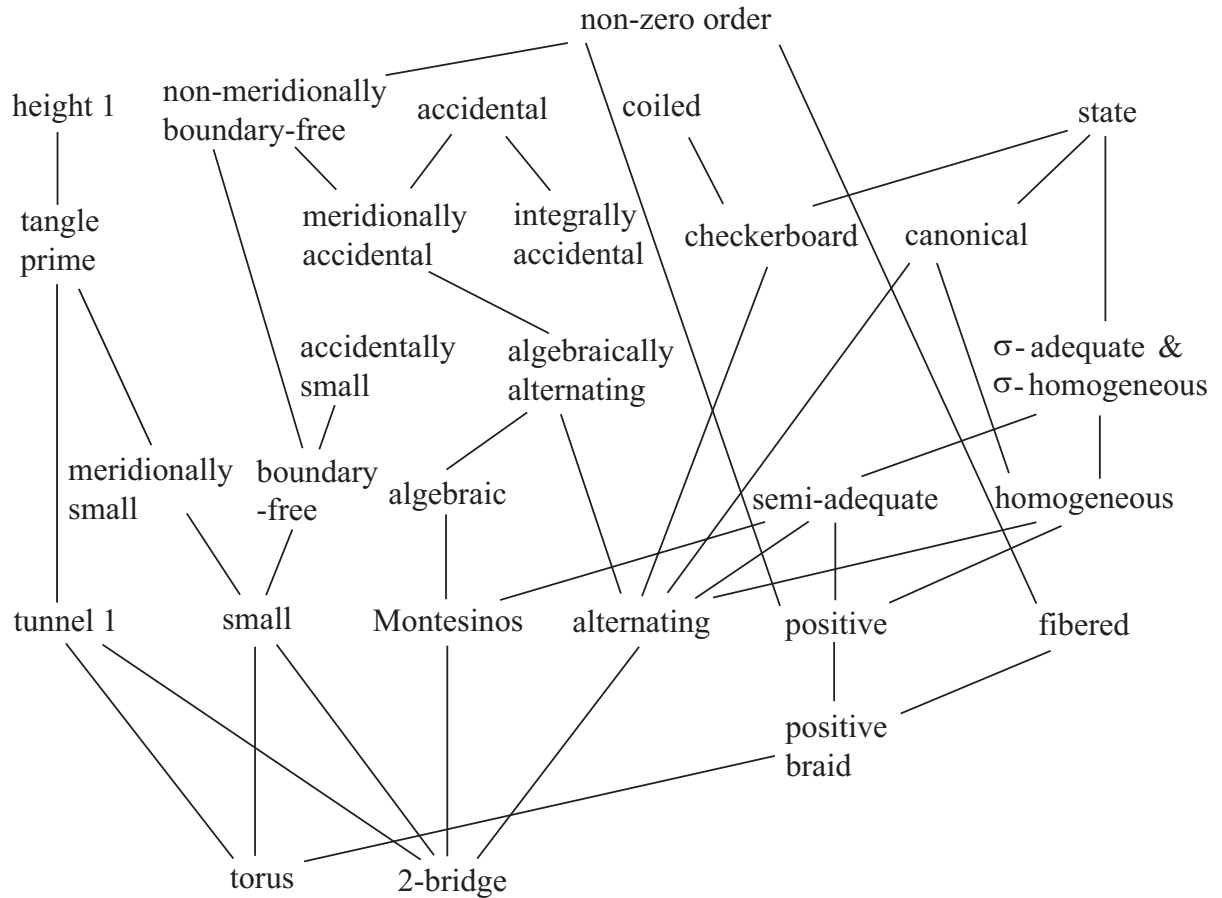 non-zero order
height 1
non-meridionally
boundary-free
accidental
coiled
state
tangle
prime
meridionally
accidental
integrally
accidental
checkerboard
canonical
accidentally
small
algebraically
alternating
σ- adequate &
σ- homogeneous
meridionally
small
boundary
-free
algebraic
semi-adequate
homogeneous
tunnel 1
small
Montesinos
alternating
positive
fibered
positive
braid
torus
2-bridge